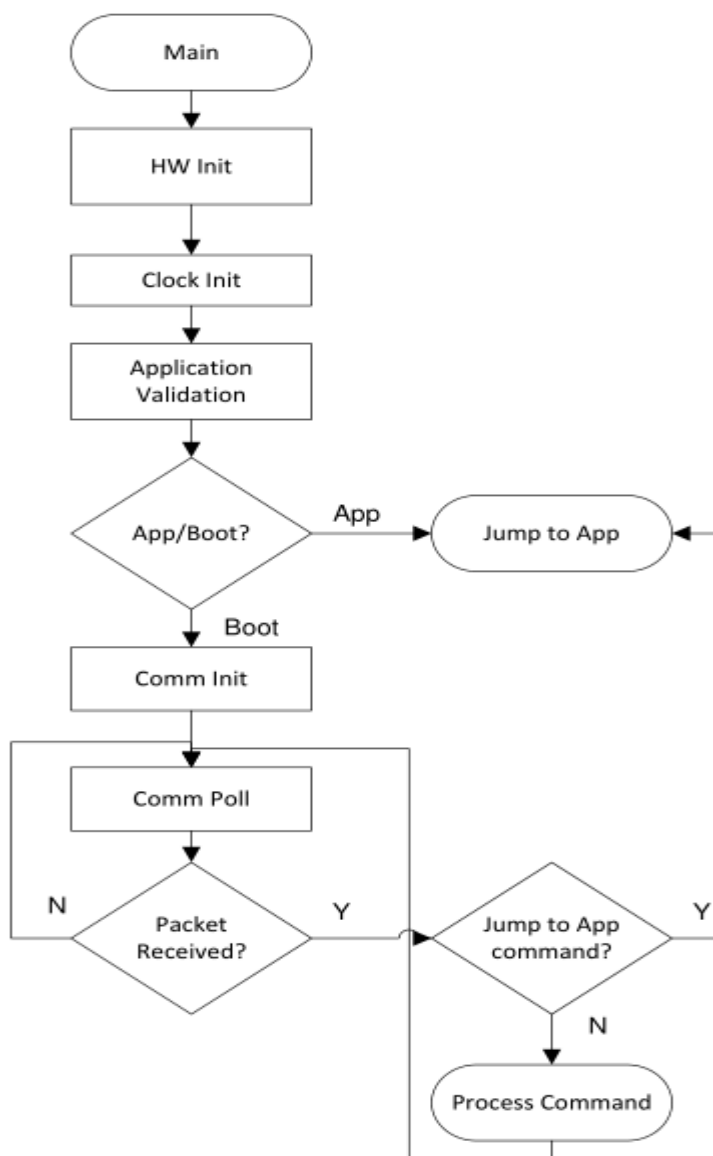 Main
HW Init
Clock Init
Application
Validation
App/Boot?
App
Jump to App
Boot
Comm Init
Comm Poll
N
Packet
Received?
Y
Jump to App
command?
Y
N
Process Command